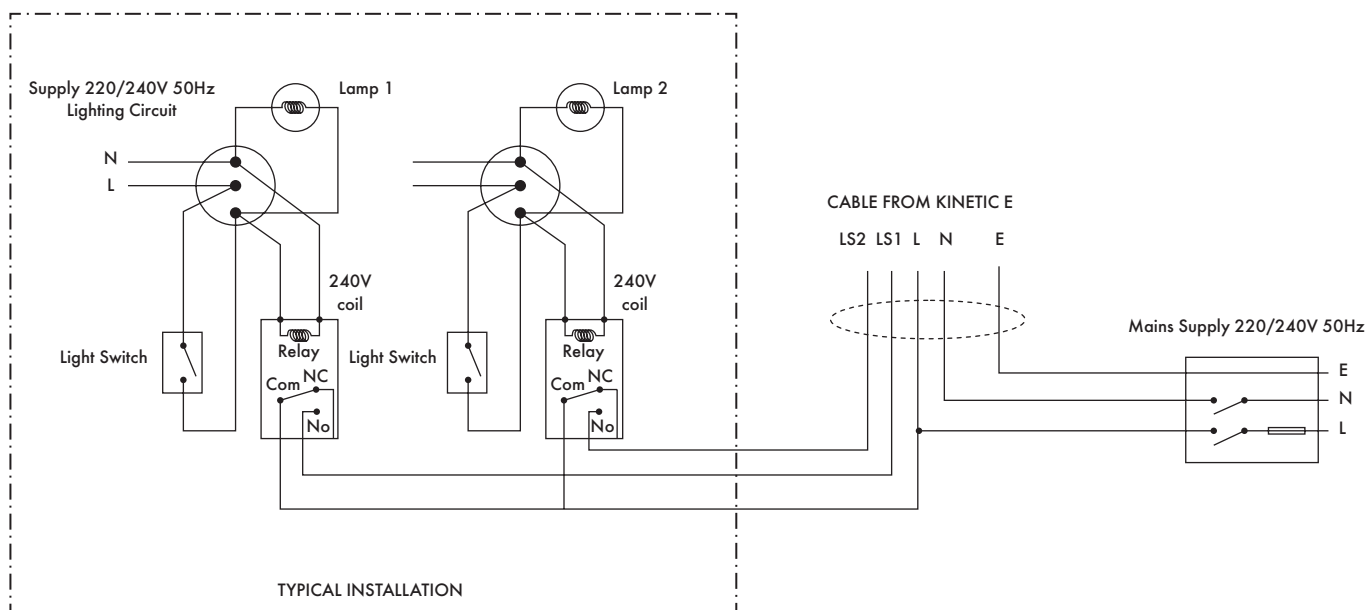 Supply 220/240V 50Hz
Lighting Circuit
Lamp 1
Lamp 2
N
L
CABLE FROM KINETIC E
LS2 LS1 L N E
240V
coil
240V
coil
Mains Supply 220/240V 50Hz
Light Switch
Relay
Light Switch
Relay
E
Com NC
Com NC
N
No
No
L
TYPICAL INSTALLATION